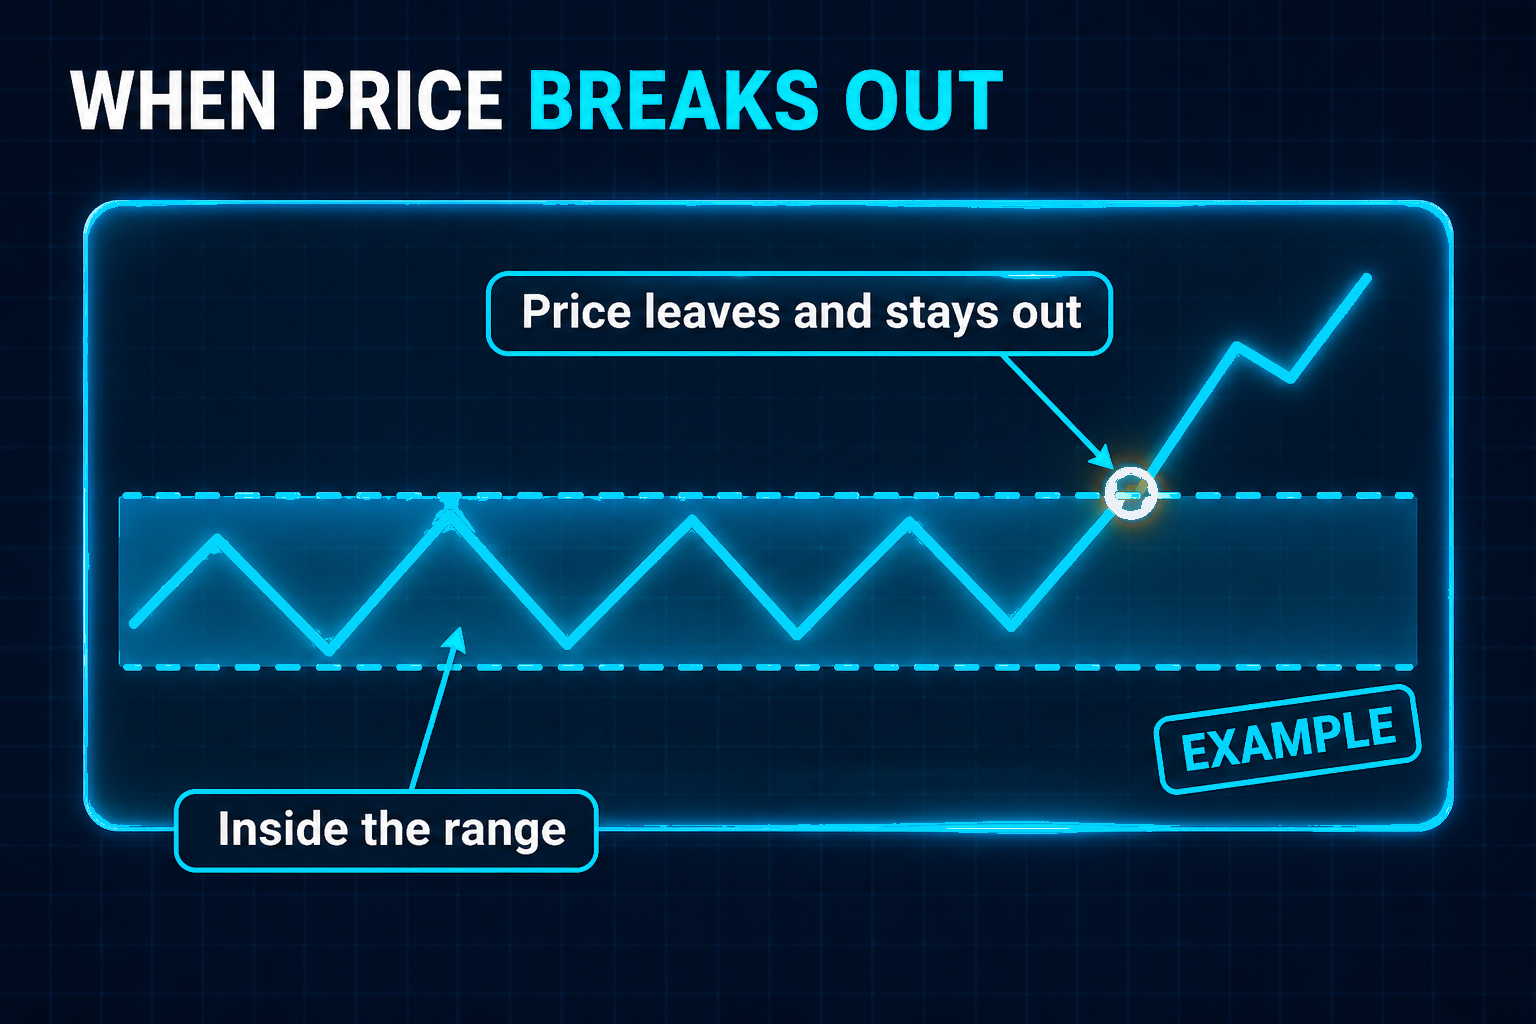 WHEN PRICE BREAKS OUT
Price leaves and stays out
EXAMPLE
Inside the range